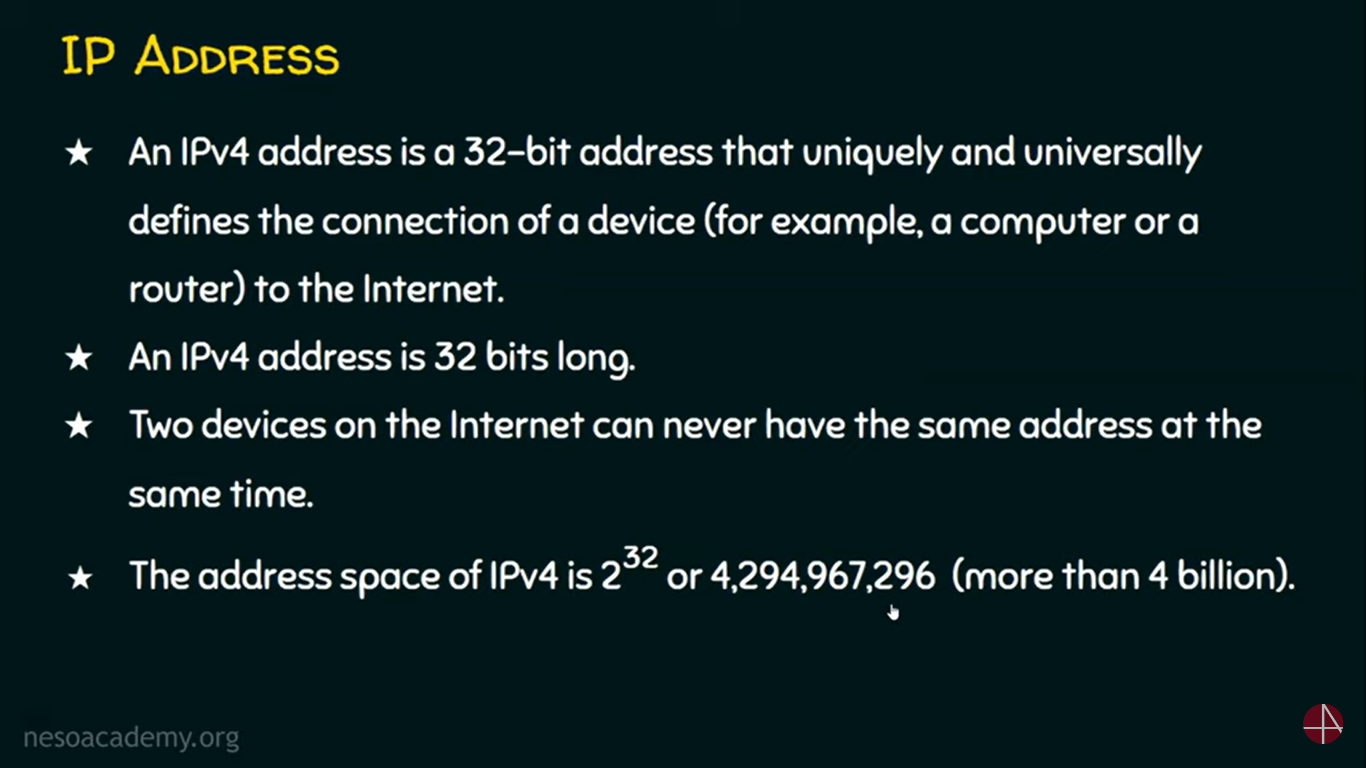 IP ADDRESS
★ An IPv4 address is a 32-bit address that uniquely and universally
defines the connection of a device (for example, a computer or a
router) to the Internet.
★ An IPv4 address is 32 bits long.
★ Two devices on the Internet can never have the same address at the
same time.
★ The address space of IPv4 is 2³² or 4,294,967,296 (more than 4 billion).
nesoacademy.org